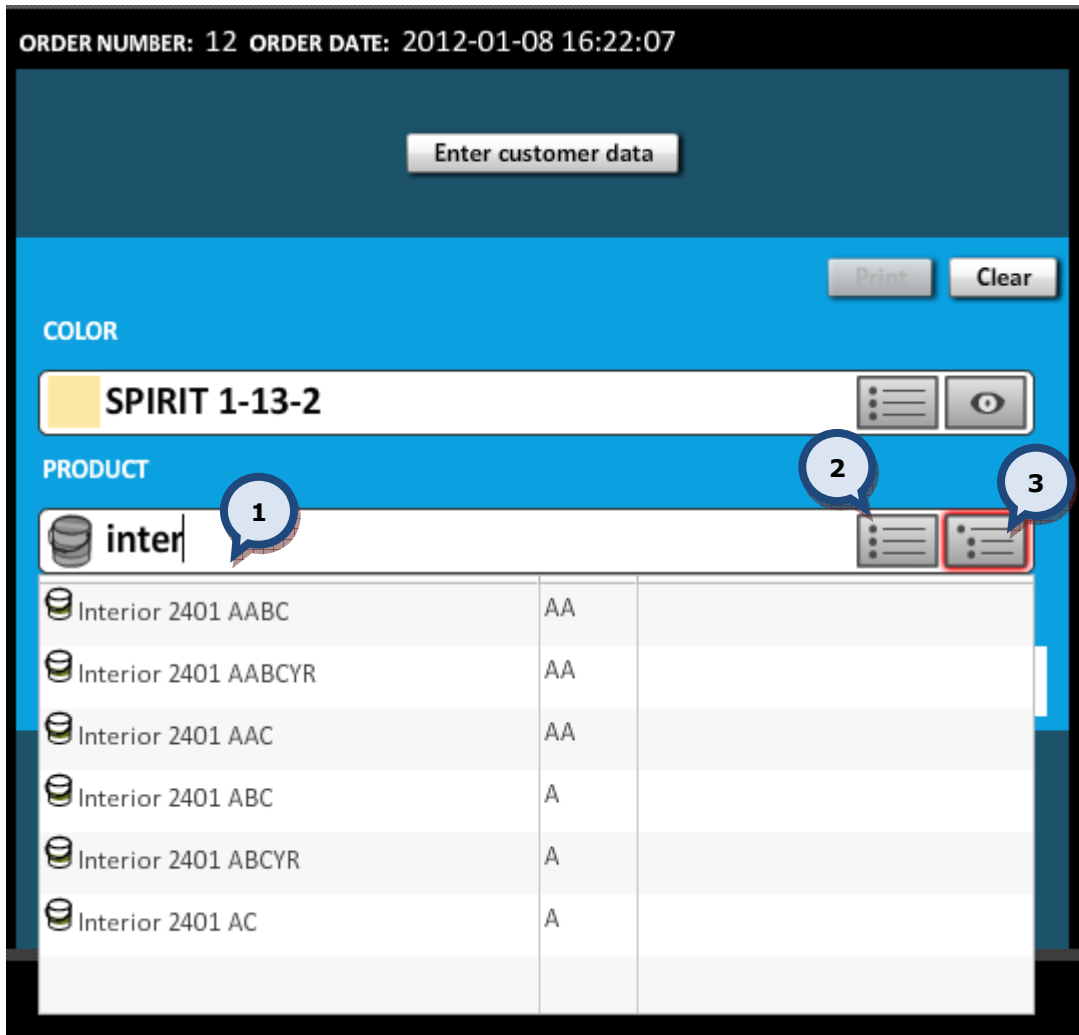 ORDER NUMBER: 12 ORDER DATE: 2012-01-08 16:22:07
Enter customer data
Print Clear
COLOR
SPIRIT 1-13-2
PRODUCT
2
3
1
inter
Interior 2401 AABC AA
Interior 2401 AABCYR AA
Interior 2401 AAC AA
Interior 2401 ABC A
Interior 2401 ABCYR A
Interior 2401 AC A